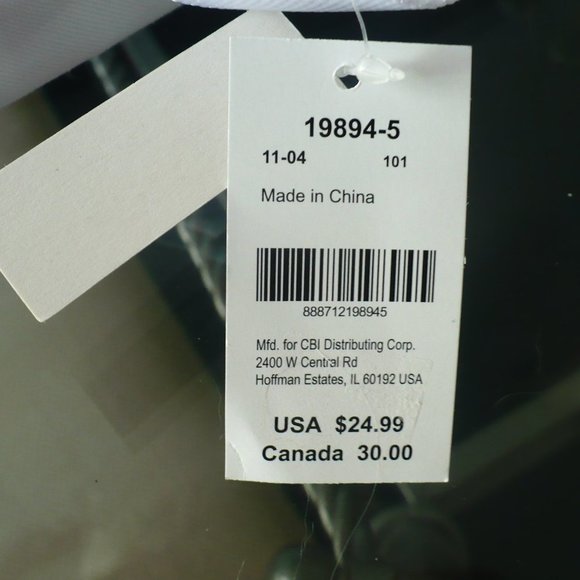 19894-5
11-04 101
Made in China
888712198945
Mfd. for CBI Distributing Corp.
2400 W Central Rd
Hoffman Estates, IL 60192 USA
USA $24.99
Canada 30.00